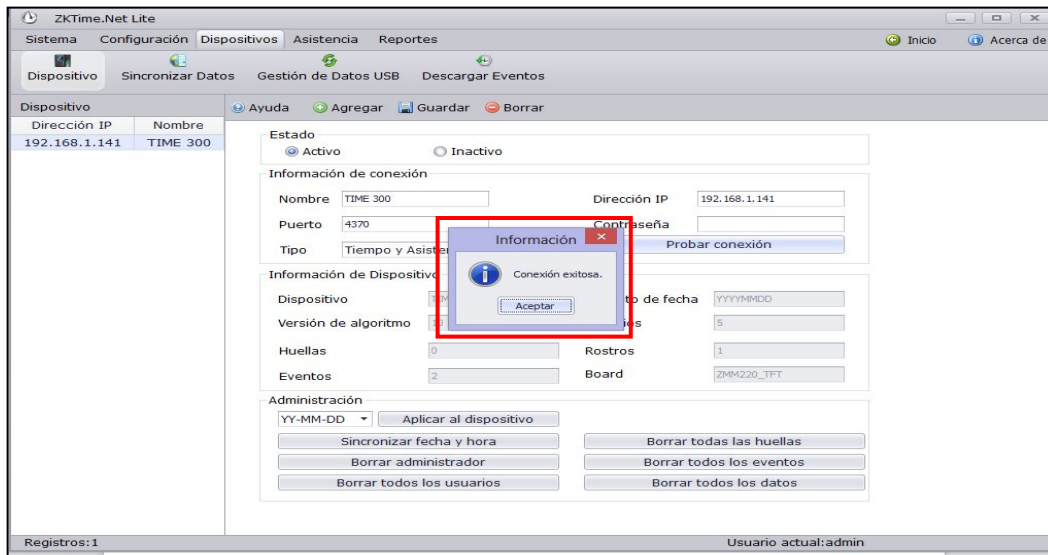 ZKTime.Net Lite
Sistema Configuración Dispositivos Asistencia Reportes Inicio Acerca de
Dispositivo Sincronizar Datos Gestión de Datos USB Descargar Eventos
Dispositivo Ayuda Agregar Guardar Borrar
Dirección IP Nombre
192.168.1.141 TIME 300
Estado
Activo Inactivo
Información de conexión
Nombre TIME 300 Dirección IP 192.168.1.141
Puerto 4370 Contraseña
Información
Probar conexión
Tipo Tiempo y Asiste
Conexión exitosa.
Aceptar
Información de Dispositivo
Dispositivo de fecha YYYYMMDD
Versión de algoritmo 10 5
Huellas 0 Rostros 1
Eventos 2 Board ZMM220_TFT
Administración
YY-MM-DD Aplicar al dispositivo
Sincronizar fecha y hora Borrar todas las huellas
Borrar administrador Borrar todos los eventos
Borrar todos los usuarios Borrar todos los datos
Registros:1 Usuario actual:admin